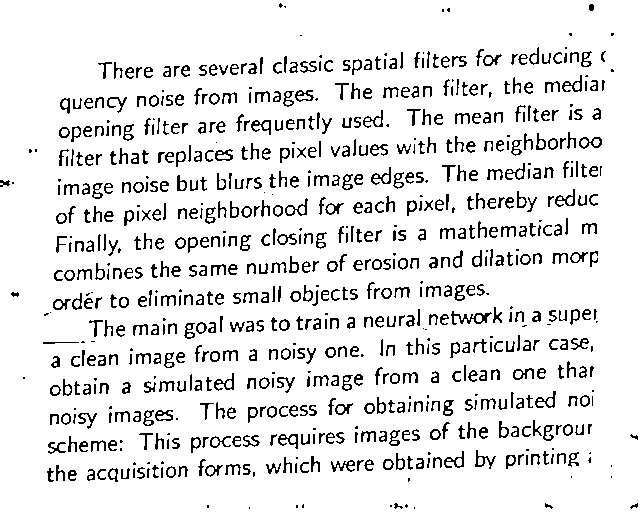 There are several classic spatial filters for reducing
quency noise from images. The mean filter, the
opening filter are frequently used. The mean filter is a
filter that replaces the pixel values with the neighborhoo
image noise but blurs the image edges. The median
of the pixel neighborhood for each pixel, thereby reduc
Finally, the opening closing filter is a mathematical m
combines the same number of erosion and dilation morp
order to eliminate small objects from images.
The main goal was to train a neural network in a super
a clean image from a noisy one. In this particular case,
obtain a simulated noisy image from a clean one
noisy images. The process for obtaining simulated noi
scheme: This process requires images of the
the acquisition forms, which were obtained by printing